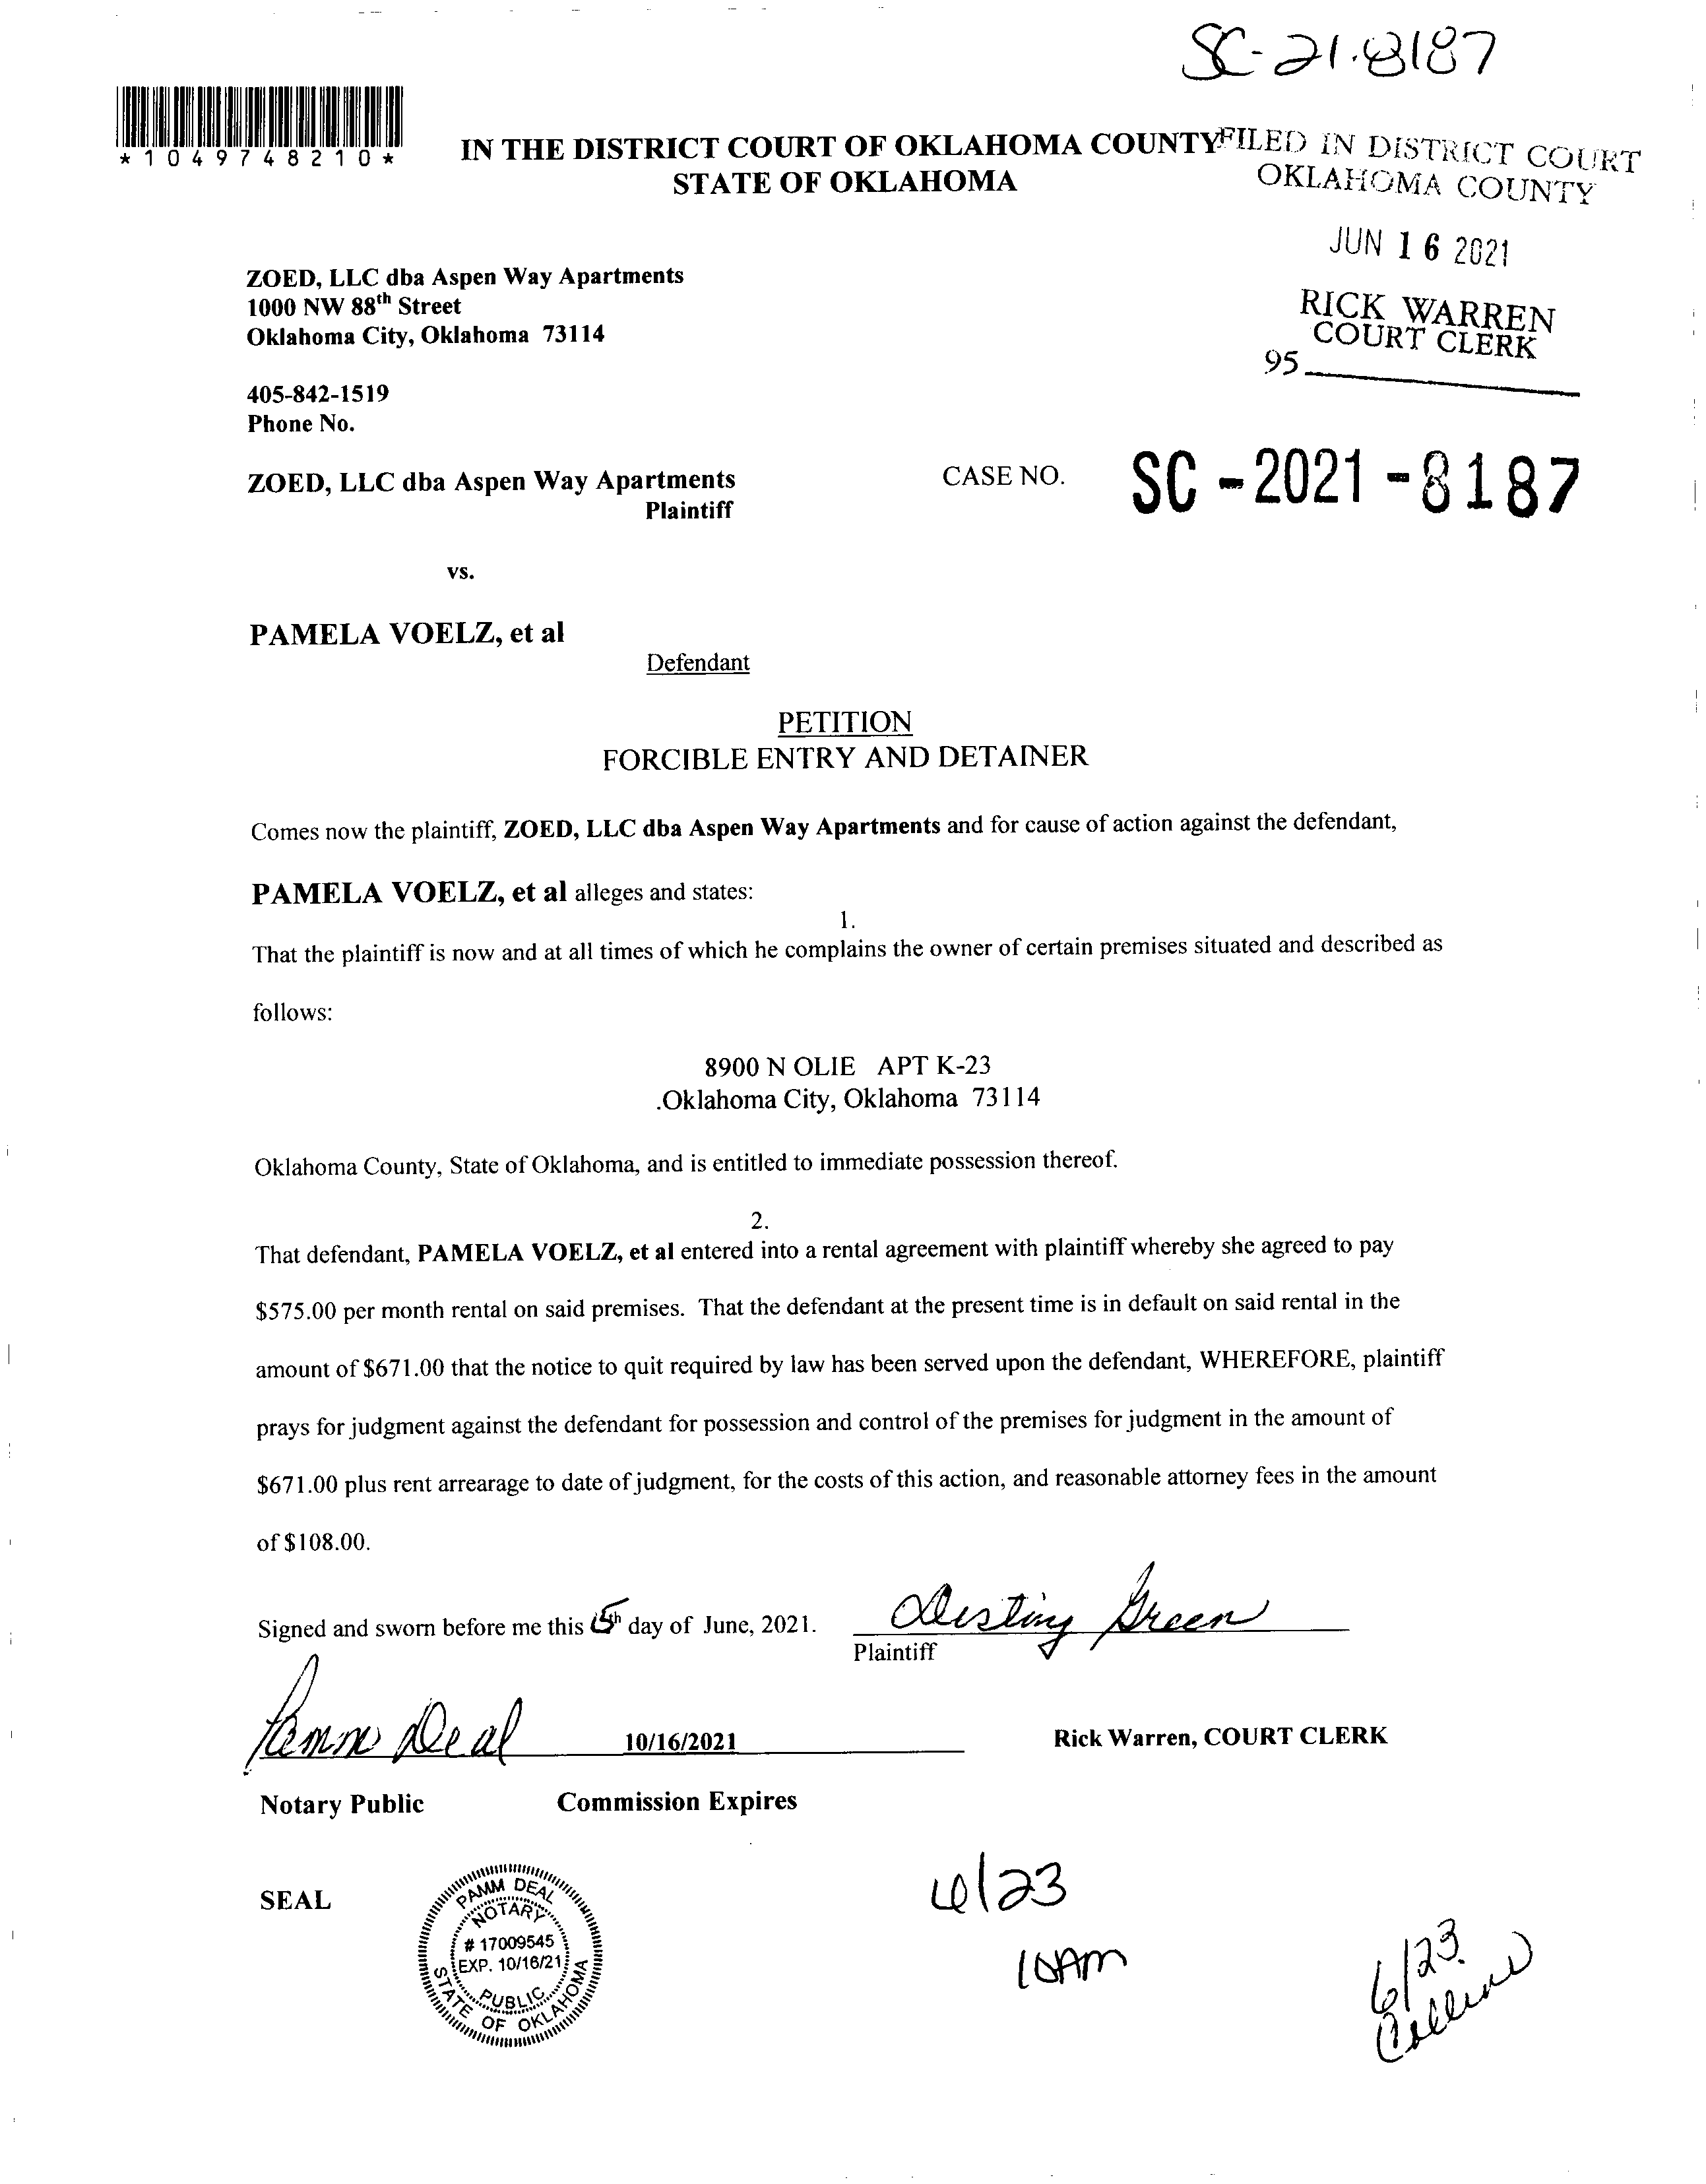 SC-21-8187
*1049748210*
IN THE DISTRICT COURT OF OKLAHOMA COUNTY
STATE OF OKLAHOMA
FILED IN DISTRICT COURT
OKLAHOMA COUNTY
JUN 16 2021
RICK WARREN
COURT CLERK
95
ZOED, LLC dba Aspen Way Apartments
1000 NW 88th Street
Oklahoma City, Oklahoma 73114
405-842-1519
Phone No.
ZOED, LLC dba Aspen Way Apartments
Plaintiff
CASE NO. SC-2021-8187
vs.
PAMELA VOELZ, et al
Defendant
PETITION
FORCIBLE ENTRY AND DETAINER
Comes now the plaintiff, ZOED, LLC dba Aspen Way Apartments and for cause of action against the defendant,
PAMELA VOELZ, et al alleges and states:
1.
That the plaintiff is now and at all times of which he complains the owner of certain premises situated and described as
follows:
8900 N OLIE APT K-23
.Oklahoma City, Oklahoma 73114
Oklahoma County, State of Oklahoma, and is entitled to immediate possession thereof.
2.
That defendant, PAMELA VOELZ, et al entered into a rental agreement with plaintiff whereby she agreed to pay
$575.00 per month rental on said premises. That the defendant at the present time is in default on said rental in the
amount of $671.00 that the notice to quit required by law has been served upon the defendant, WHEREFORE, plaintiff
prays for judgment against the defendant for possession and control of the premises for judgment in the amount of
$671.00 plus rent arrearage to date of judgment, for the costs of this action, and reasonable attorney fees in the amount
of $108.00.
Signed and sworn before me this 15th day of June, 2021.
Destiny Green
Plaintiff
Pamm Deal
10/16/2021
Rick Warren, COURT CLERK
Notary Public Commission Expires
SEAL
PAMM DEAL
NOTARY
# 17009545
EXP. 10/16/21
PUBLIC
STATE OF OKLAHOMA
6/23
10AM
6/23